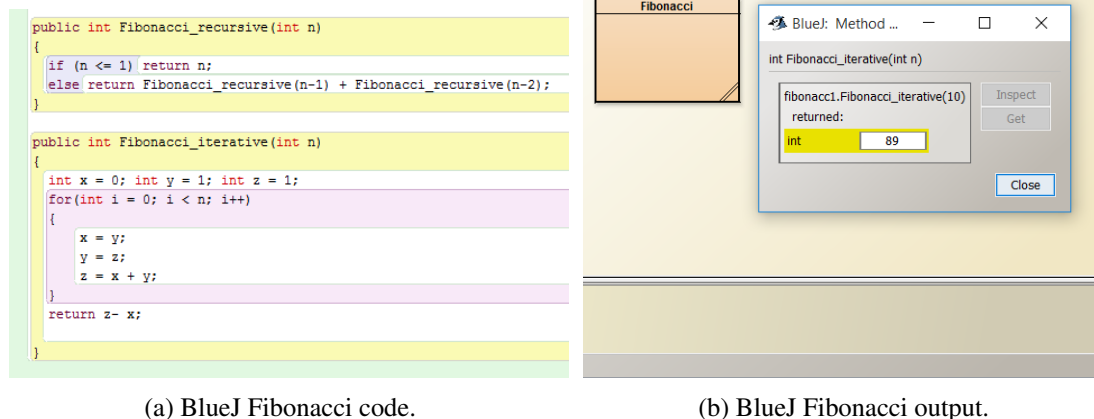 public int Fibonacci_recursive(int n)
{
if (n <= 1) return n;
else return Fibonacci_recursive(n-1) + Fibonacci_recursive(n-2);
}
public int Fibonacci_iterative(int n)
{
int x = 0; int y = 1; int z = 1;
for(int i = 0; i < n; i++)
{
x = y;
y = z;
z = x + y;
}
return z- x;
}
(a) BlueJ Fibonacci code.
Fibonacci
BlueJ: Method ...
int Fibonacci_iterative(int n)
fibonacc1.Fibonacci_iterative(10)
returned:
int 89
Inspect
Get
Close
(b) BlueJ Fibonacci output.